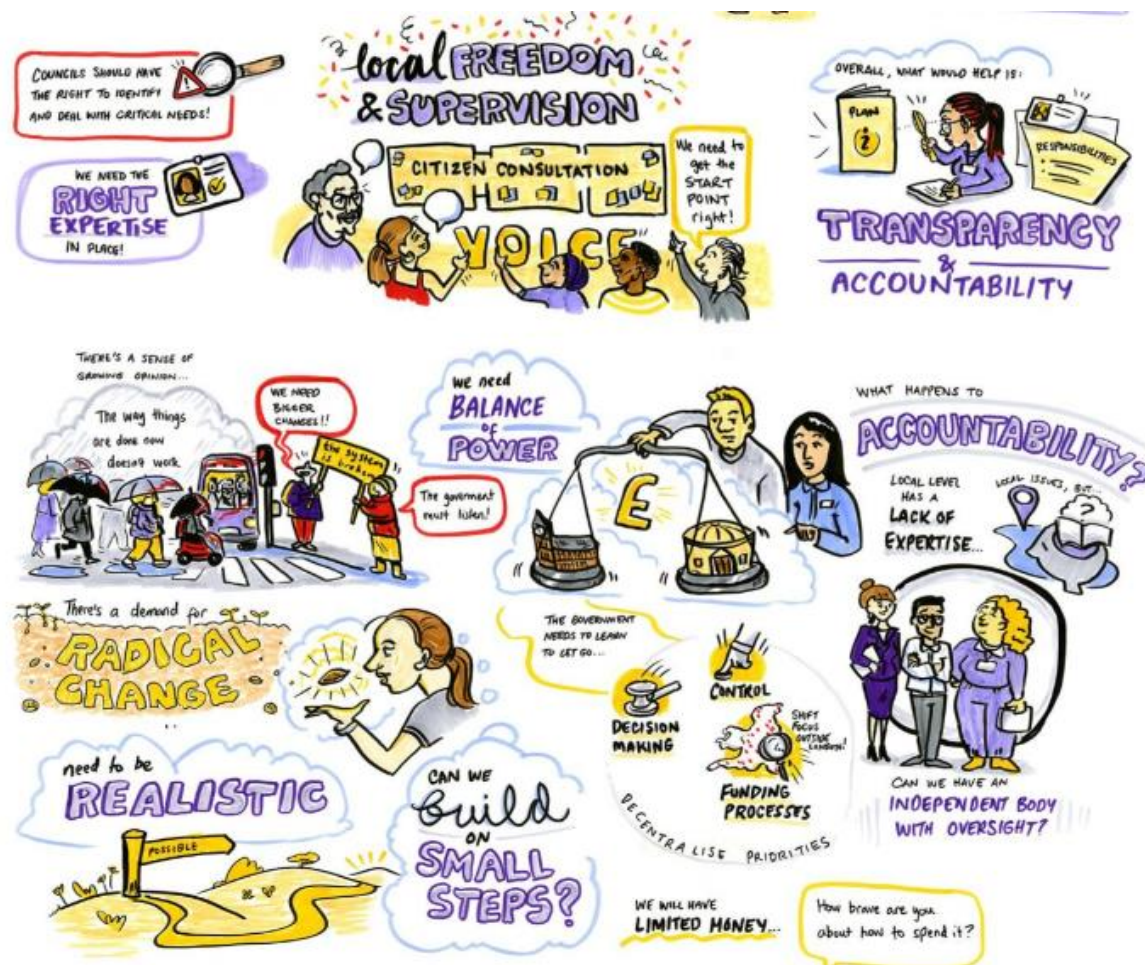 COUNCILS SHOULD HAVE
THE RIGHT TO IDENTIFY
AND DEAL WITH CRITICAL NEEDS!
WE NEED THE
RIGHT
EXPERTISE
IN PLACE!
local FREEDOM
& SUPERVISION
CITIZEN CONSULTATION
VOICE
We need to
get the
START
POINT
right!
OVERALL, WHAT WOULD HELP IS:
PLAN
i
RESPONSIBILITIES
TRANSPARENCY
&
ACCOUNTABILITY
THERE'S A SENSE OF
GROWING OPINION...
The way things
are done now
doesn't work
WE NEED
BIGGER
CHANGES!!
the system
is broken
The goverment
must listen!
we need
BALANCE
of
POWER
£
WHAT HAPPENS TO
ACCOUNTABILITY?
LOCAL LEVEL
HAS A
LACK OF
EXPERTISE...
LOCAL ISSUES, BUT...
?
There's a demand for
RADICAL
CHANGE
THE GOVERNMENT
NEEDS TO LEARN
TO LET GO...
CONTROL
DECISION
MAKING
SHIFT
FOCUS
OUTSIDE
LONDON!
FUNDING
PROCESSES
DECENTRALISE PRIORITIES
CAN WE HAVE AN
INDEPENDENT BODY
WITH OVERSIGHT?
need to be
REALISTIC
POSSIBLE
CAN WE
build
ON
SMALL
STEPS?
WE WILL HAVE
LIMITED MONEY...
How brave are you
about how to spend it?